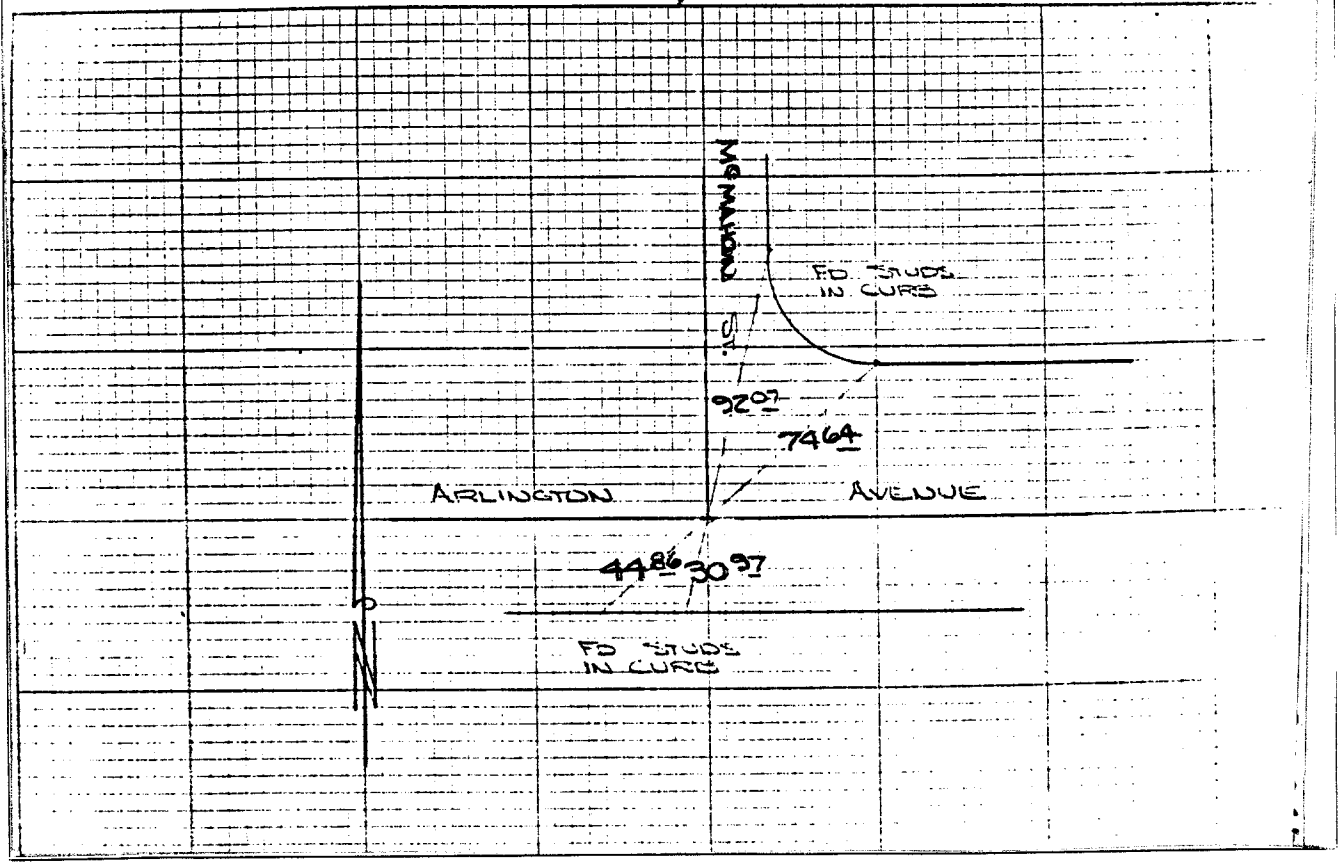 McMAHON ST.
FD STUDS
IN CURB
92 07
74 64
ARLINGTON AVENUE
44 86 30 97
FD STUDS
IN CURB
N